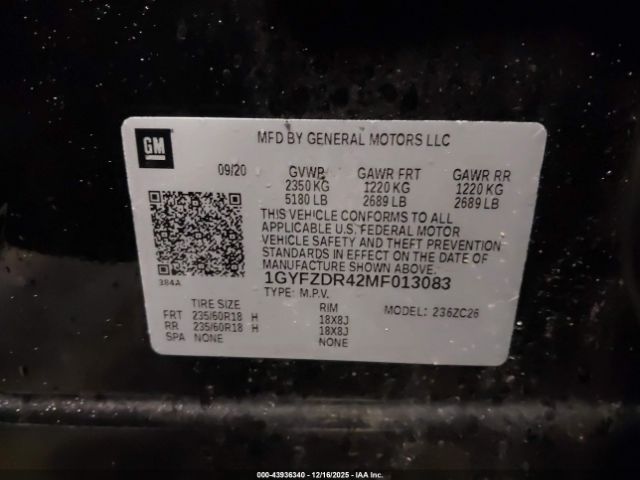 GM
MFD BY GENERAL MOTORS LLC
09/20 GVWR GAWR FRT GAWR RR
2350 KG 1220 KG 1220 KG
5180 LB 2689 LB 2689 LB
THIS VEHICLE CONFORMS TO ALL
APPLICABLE U.S. FEDERAL MOTOR
VEHICLE SAFETY AND THEFT PREVENTION
STANDARDS IN EFFECT ON THE DATE OF
MANUFACTURE SHOWN ABOVE.
384A
1GYFZDR42MF013083
TYPE: M.P.V.
TIRE SIZE RIM MODEL: 236ZC26
FRT 235/60R18 H 18X8J
RR 235/60R18 H 18X8J
SPA NONE NONE
000-43936340 - 12/16/2025 - IAA Inc.